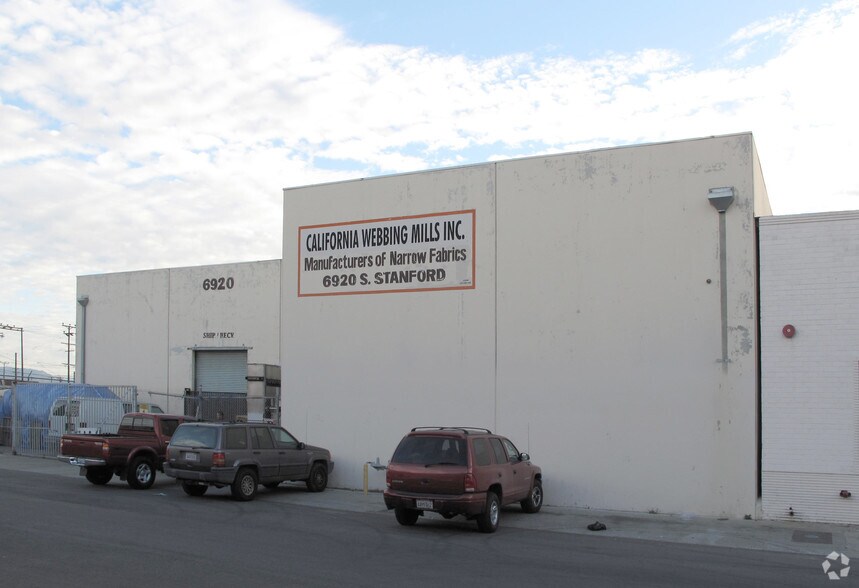 CALIFORNIA WEBBING MILLS INC.
Manufacturers of Narrow Fabrics
6920 S. STANFORD
6920
SHIP / RECV